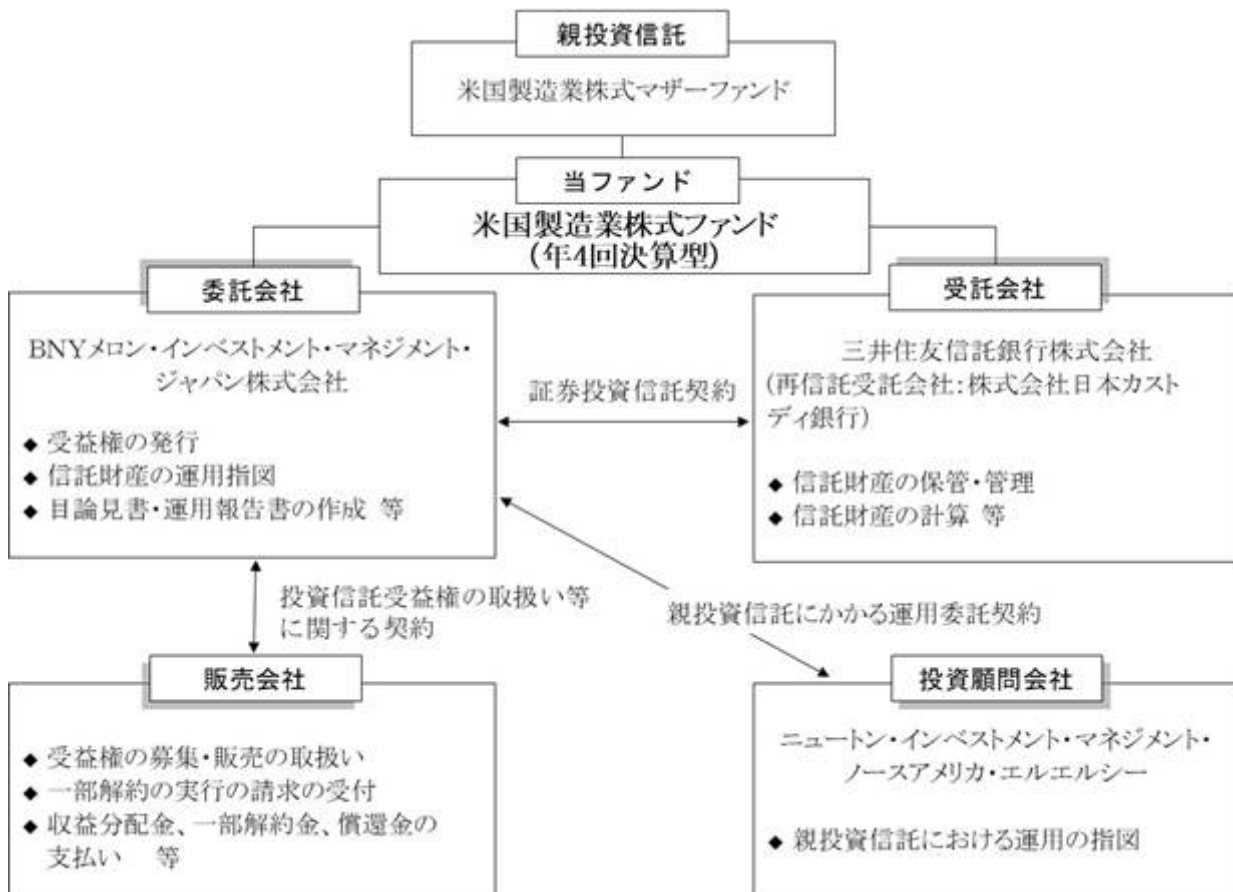 親投資信託
米国製造業株式マザーファンド
当ファンド
米国製造業株式ファンド
(年4回決算型)
委託会社
BNYメロン・インベストメント・マネジメント・
ジャパン株式会社
◆ 受益権の発行
◆ 信託財産の運用指図
◆ 目論見書・運用報告書の作成 等
証券投資信託契約
受託会社
三井住友信託銀行株式会社
(再信託受託会社:株式会社日本カスト
ディ銀行)
◆ 信託財産の保管・管理
◆ 信託財産の計算 等
投資信託受益権の取扱い等
に関する契約
親投資信託にかかる運用委託契約
販売会社
◆ 受益権の募集・販売の取扱い
◆ 一部解約の実行の請求の受付
◆ 収益分配金、一部解約金、償還金の
支払い 等
投資顧問会社
ニュートン・インベストメント・マネジメント・
ノースアメリカ・エルエルシー
◆ 親投資信託における運用の指図